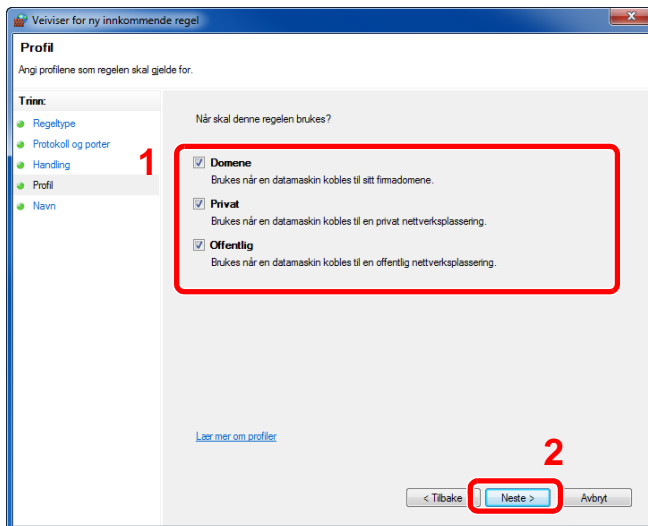 Veiviser for ny innkommende regel
Profil
Angi profilene som regelen skal gjelde for.
Trinn:
Regeltype
Protokoll og porter
Handling
Profil
Navn
1
Når skal denne regelen brukes?
Domene
Brukes når en datamaskin kobles til sitt firmadomene.
Privat
Brukes når en datamaskin kobles til en privat nettverksplassering.
Offentlig
Brukes når en datamaskin kobles til en offentlig nettverksplassering.
Lær mer om profiler
2
< Tilbake Neste > Avbryt